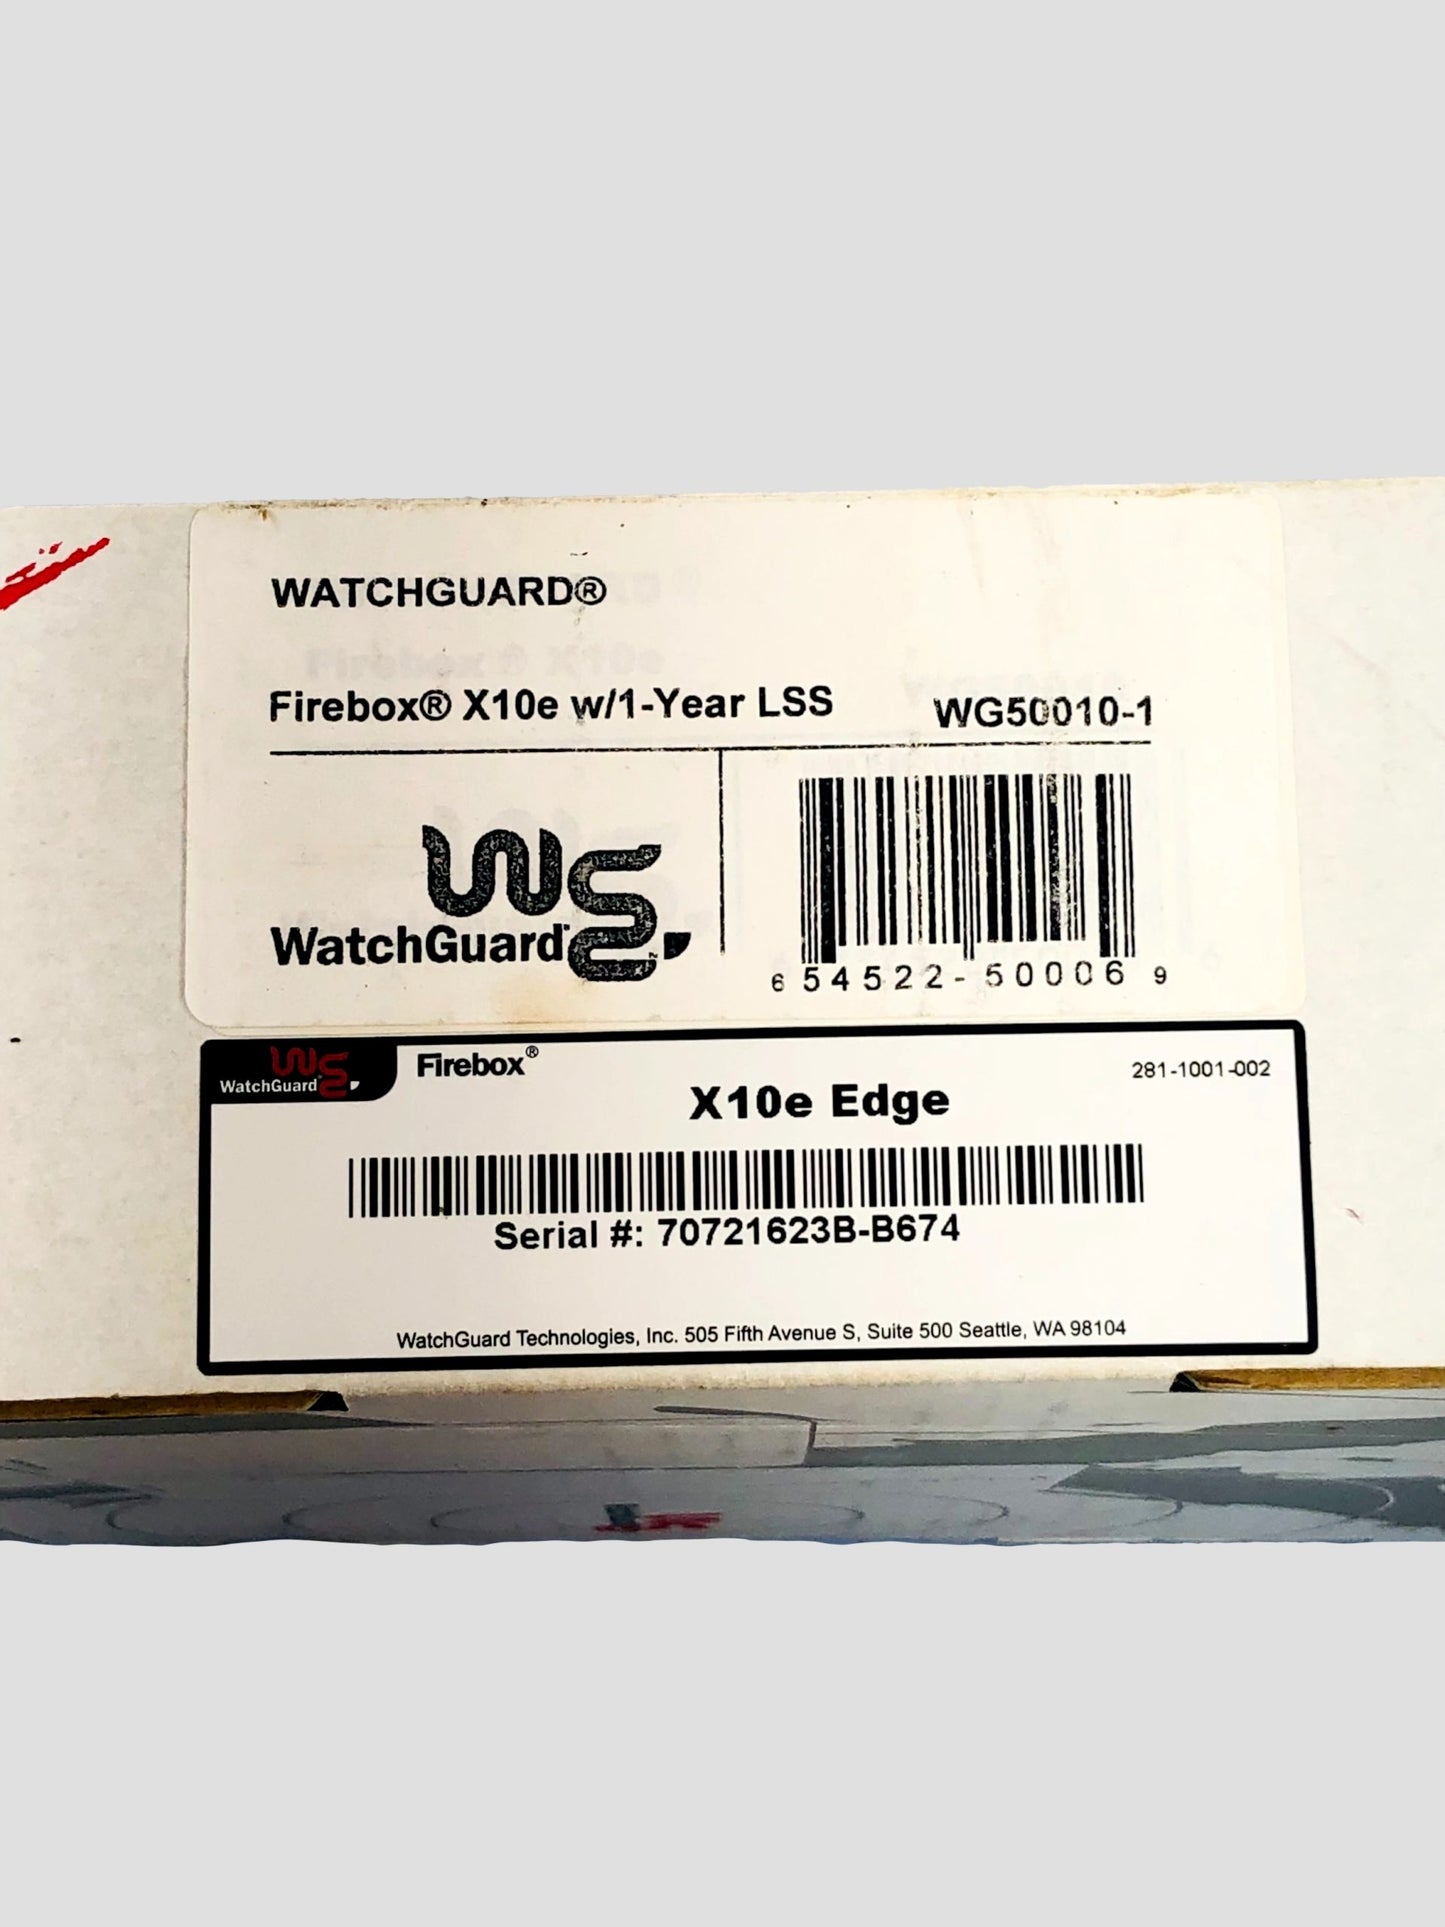 WATCHGUARD®
Firebox® X10e w/1-Year LSS
WG50010-1
WatchGuard
6 54522-50006 9
WatchGuard
Firebox®
281-1001-002
X10e Edge
Serial #: 70721623B-B674
WatchGuard Technologies, Inc. 505 Fifth Avenue S, Suite 500 Seattle, WA 98104